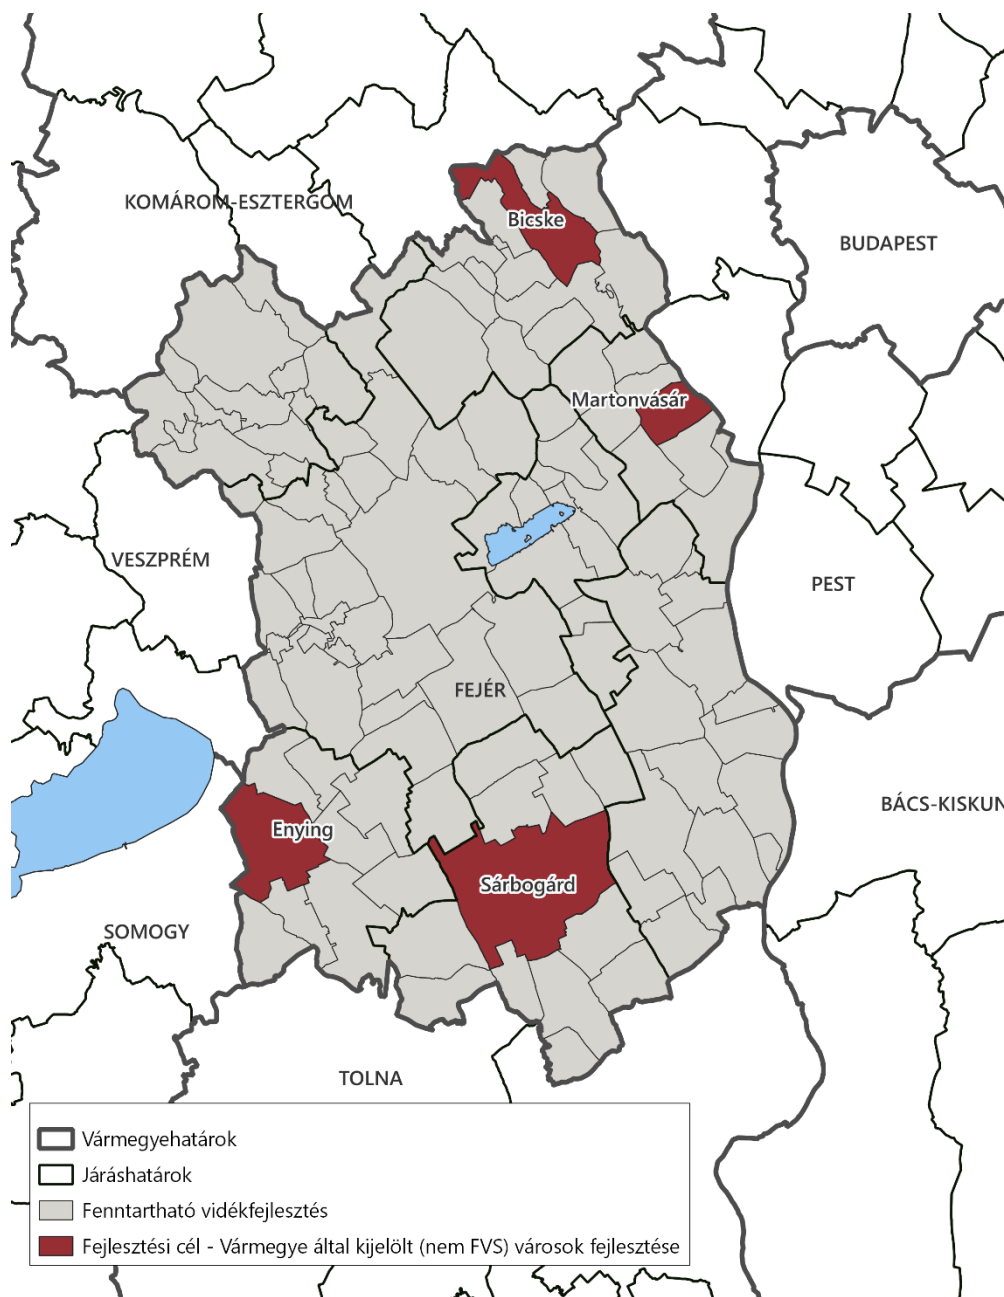 KOMÁROM-ESZTERGOM
Bicske
BUDAPEST
Martonvásár
VESZPRÉM
PEST
FEJÉR
BÁCS-KISKUN
Enying
Sárbogárd
SOMOGY
TOLNA
Vármegyehatárok
Járáshatárok
Fenntartható vidékfejlesztés
Fejlesztési cél - Vármegye által kijelölt (nem FVS) városok fejlesztése